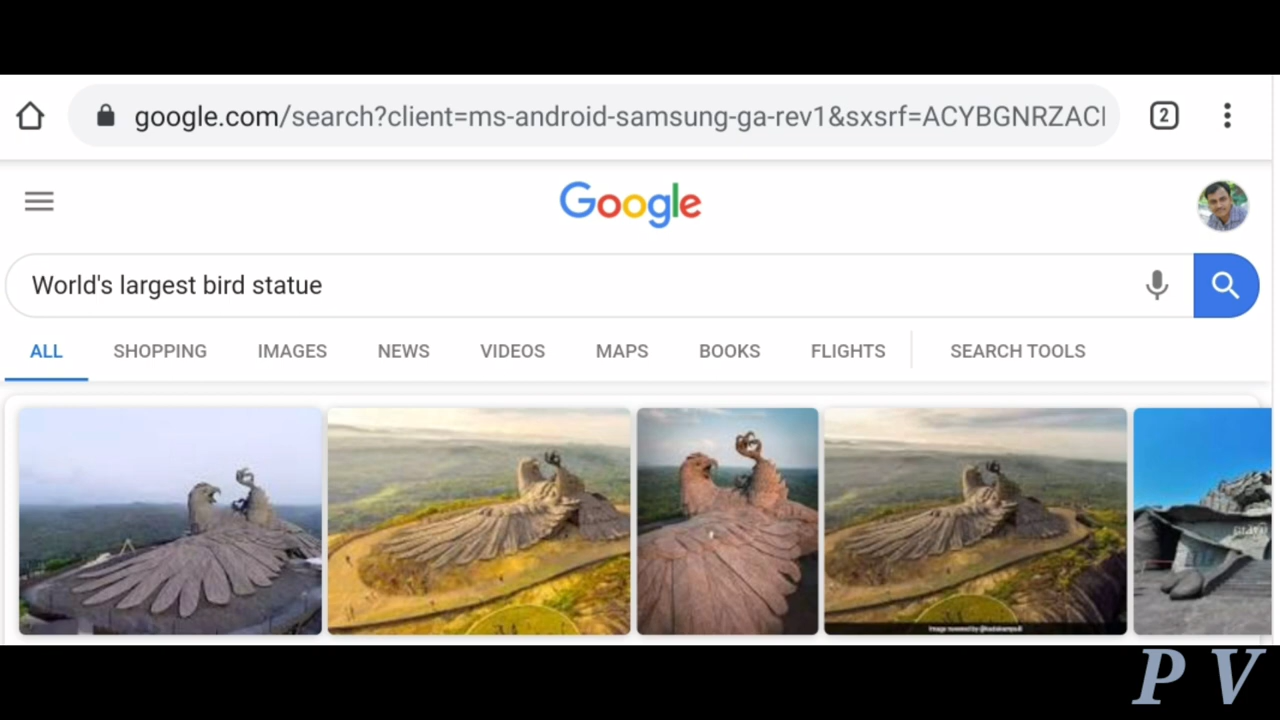 google.com/search?client=ms-android-samsung-ga-rev1&sxsrf=ACYBGNRZACI
2
Google
World's largest bird statue
ALL SHOPPING IMAGES NEWS VIDEOS MAPS BOOKS FLIGHTS SEARCH TOOLS
P V